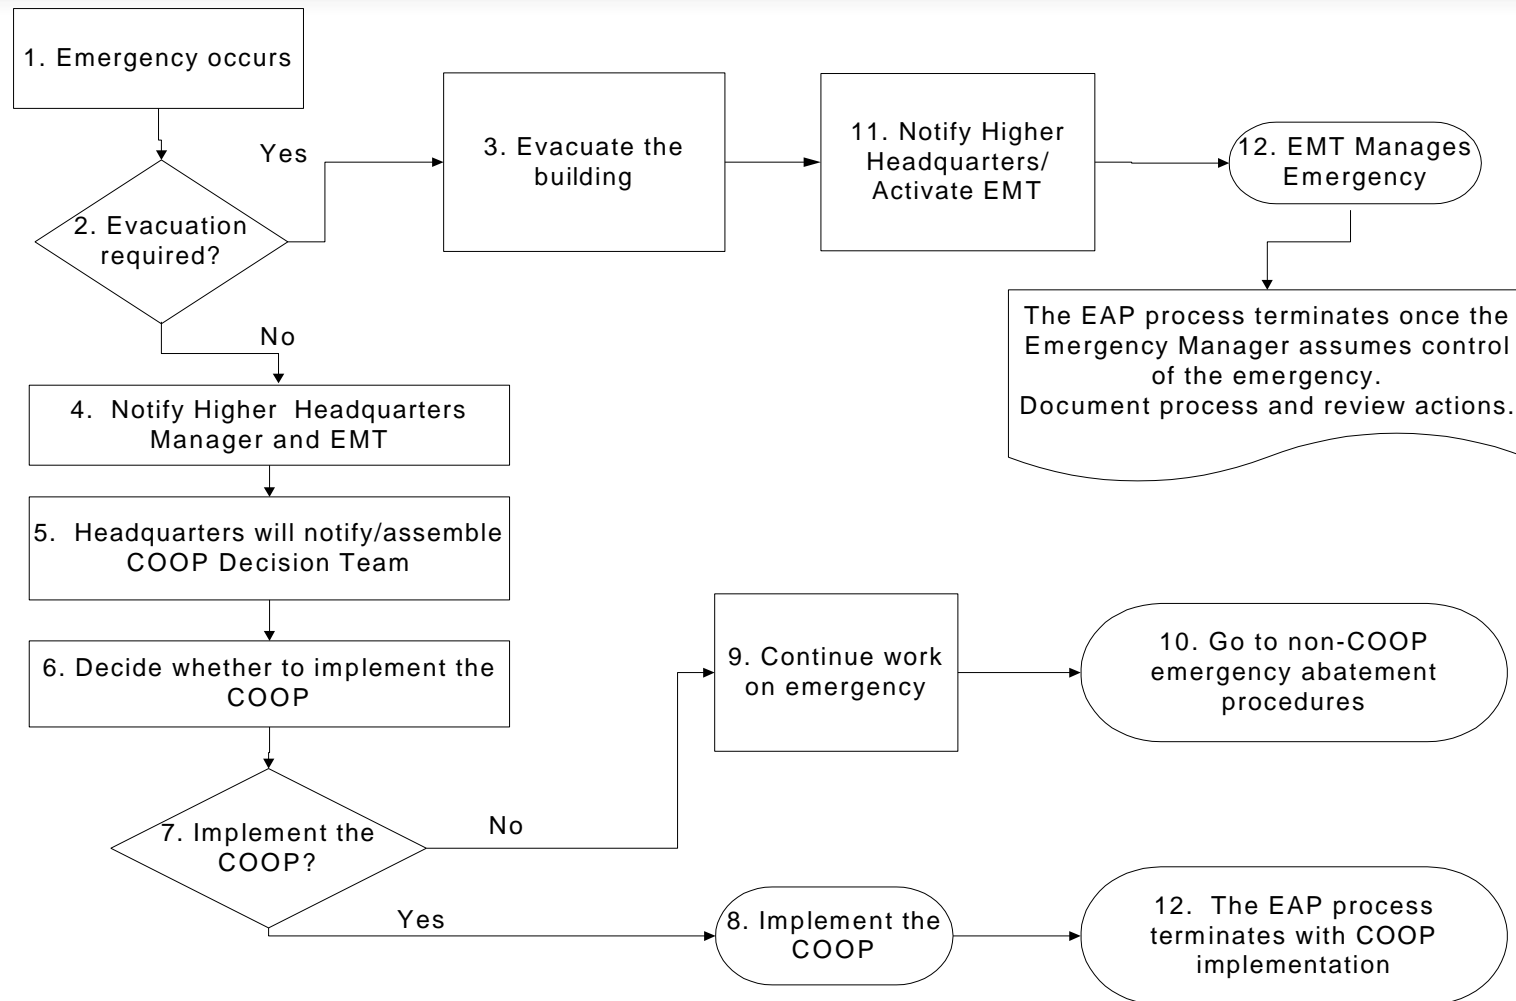 1. Emergency occurs
Yes
2. Evacuation
required?
3. Evacuate the
building
11. Notify Higher
Headquarters/
Activate EMT
12. EMT Manages
Emergency
The EAP process terminates once the
Emergency Manager assumes control
of the emergency.
Document process and review actions.
No
4.  Notify Higher  Headquarters
Manager and EMT
5.  Headquarters will notify/assemble
COOP Decision Team
6. Decide whether to implement the
COOP
7. Implement the
COOP?
No
9. Continue work
on emergency
10. Go to non-COOP
emergency abatement
procedures
Yes
8. Implement the
COOP
12.  The EAP process
terminates with COOP
implementation